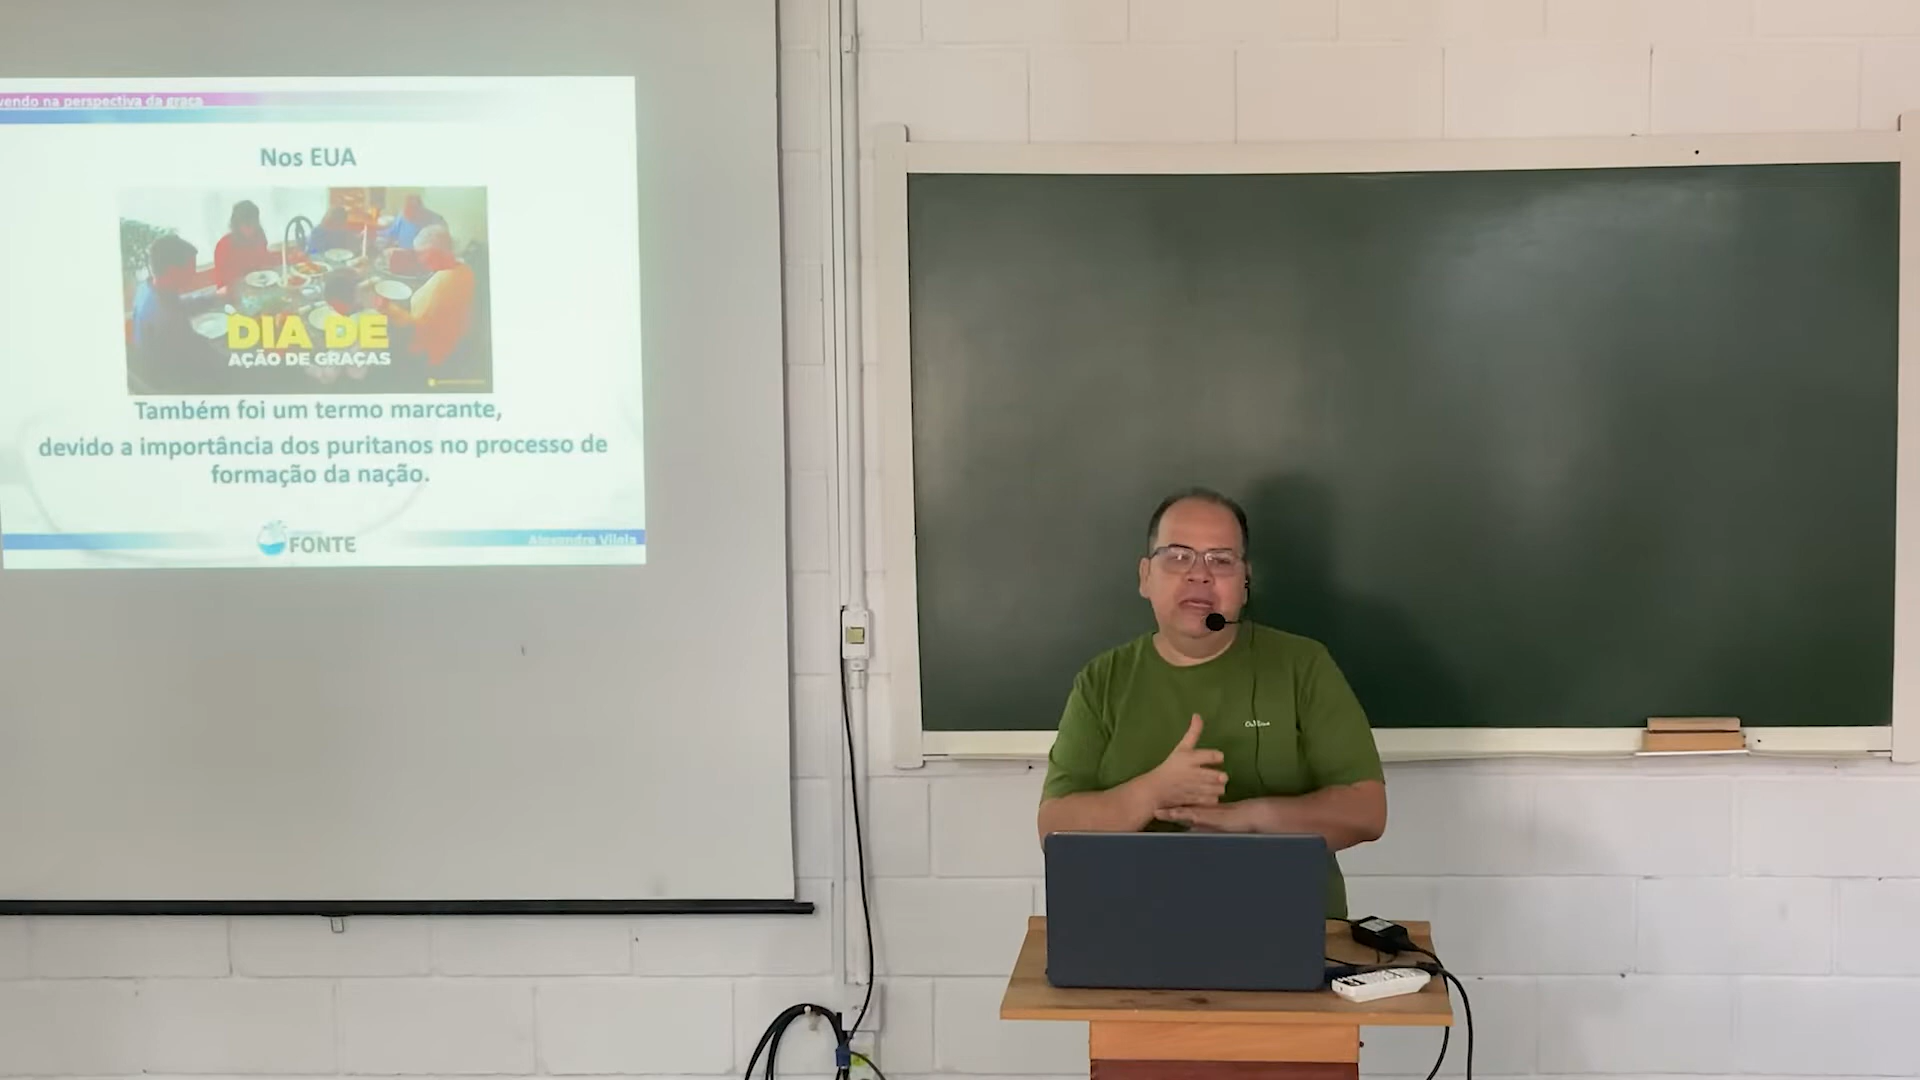 vendo na perspectiva da graça
Nos EUA
DIA DE
AÇÃO DE GRAÇAS
Também foi um termo marcante,
devido a importância dos puritanos no processo de
formação da nação.
FONTE
Alexandre Vilela